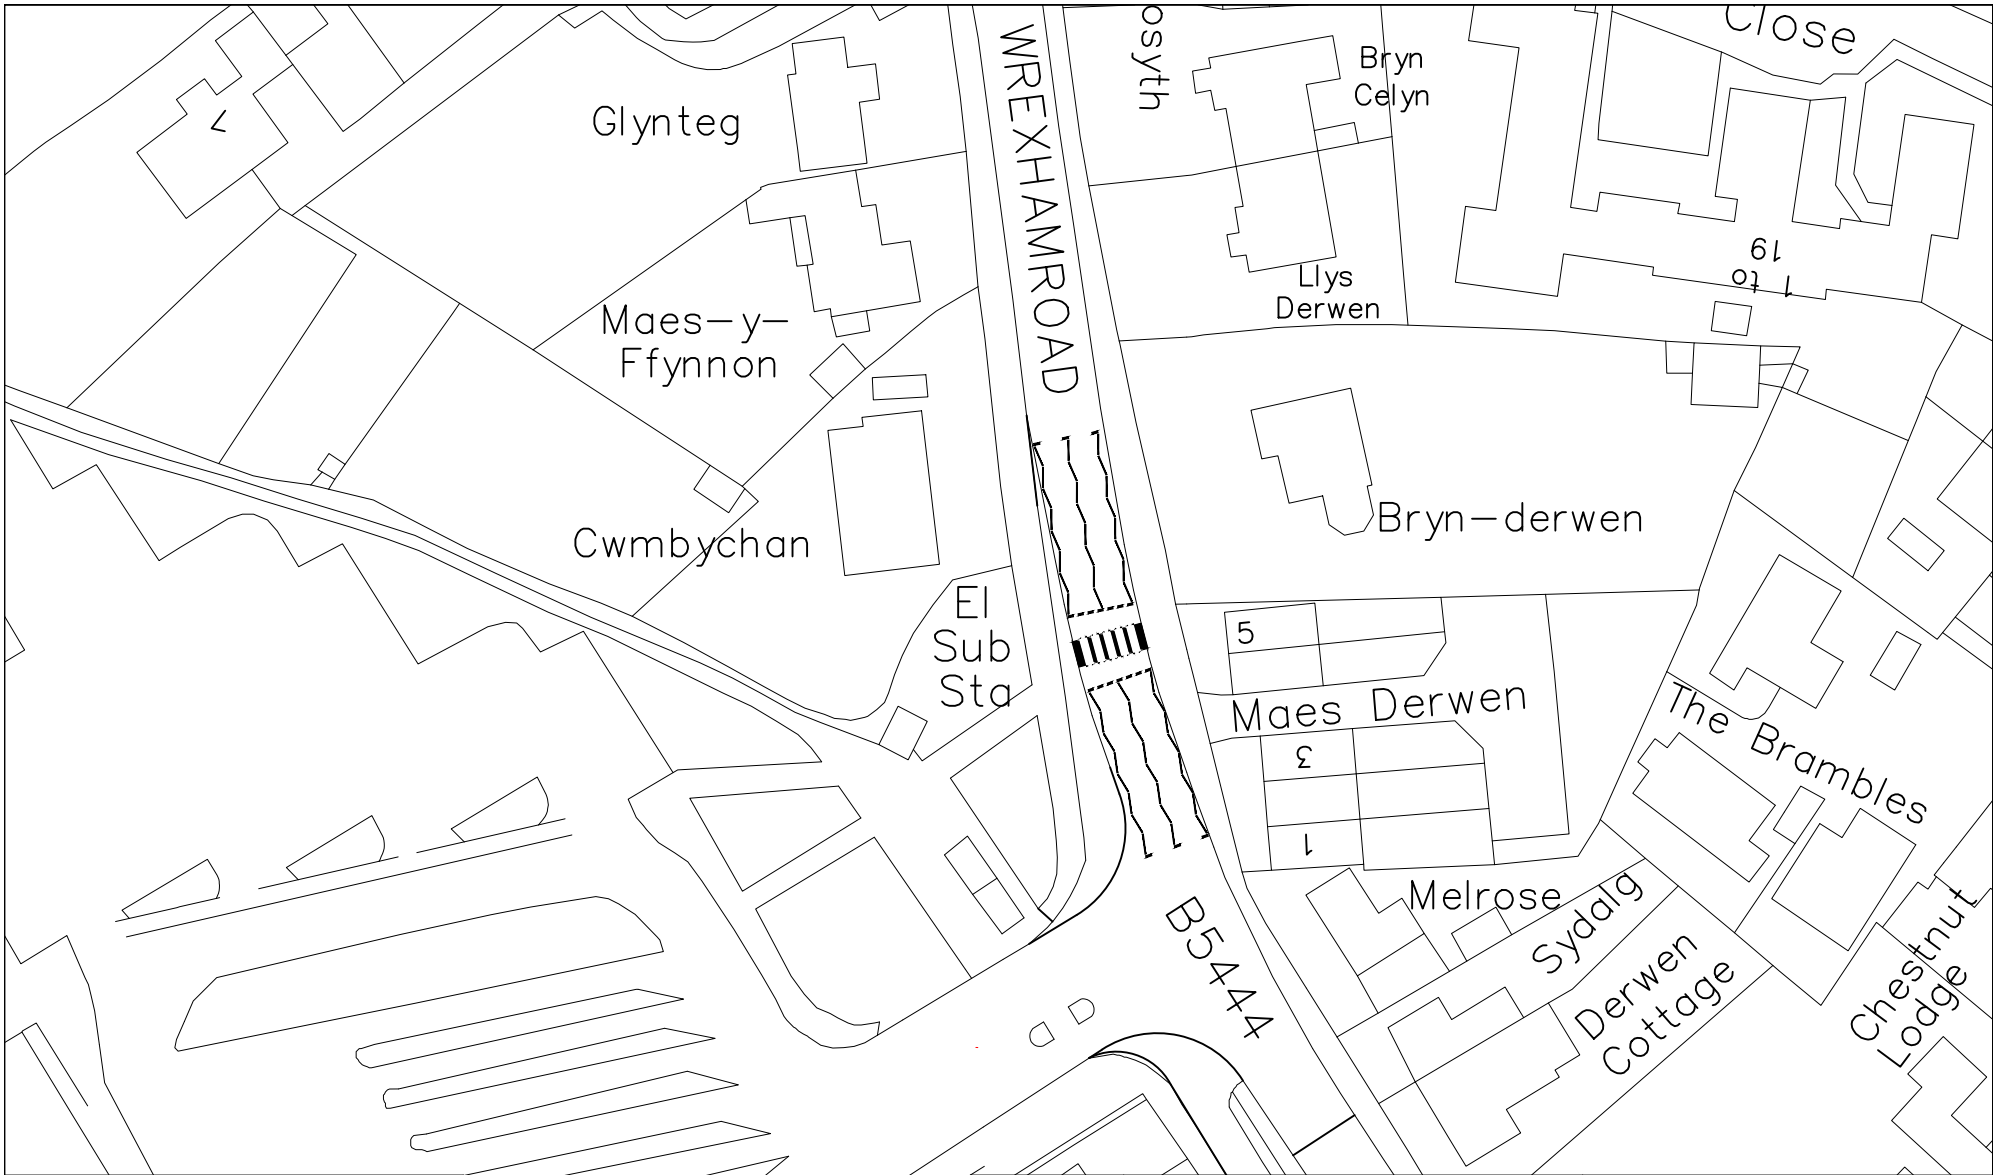 Close
osyth
WREXHAMROAD
Bryn
Celyn
Glynteg
7
19
1 to
Llys
Derwen
Maes-y-
Ffynnon
Bryn-derwen
Cwmbychan
El
Sub
Sta
5
Maes Derwen
The Brambles
3
1
Melrose
Sydalg
B5444
Derwen
Cottage
Chestnut
Lodge